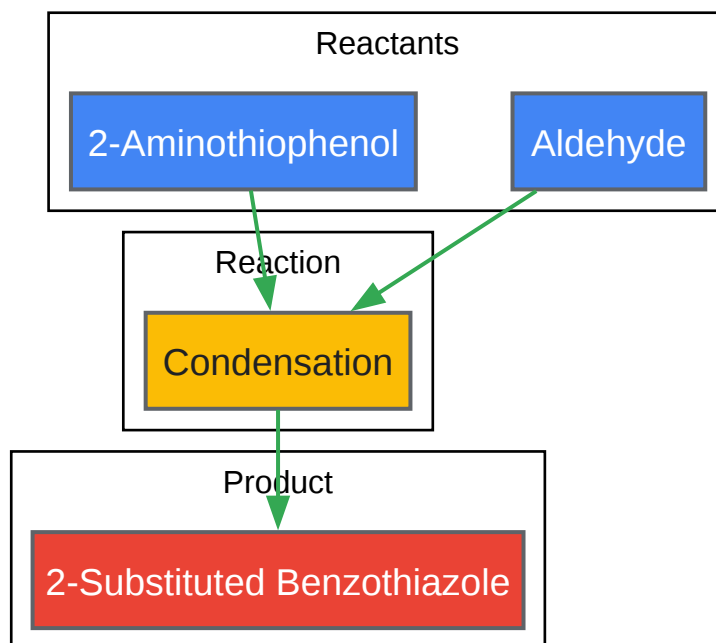 Reactants
2-Aminothiophenol
Aldehyde
Reaction
Condensation
Product
2-Substituted Benzothiazole